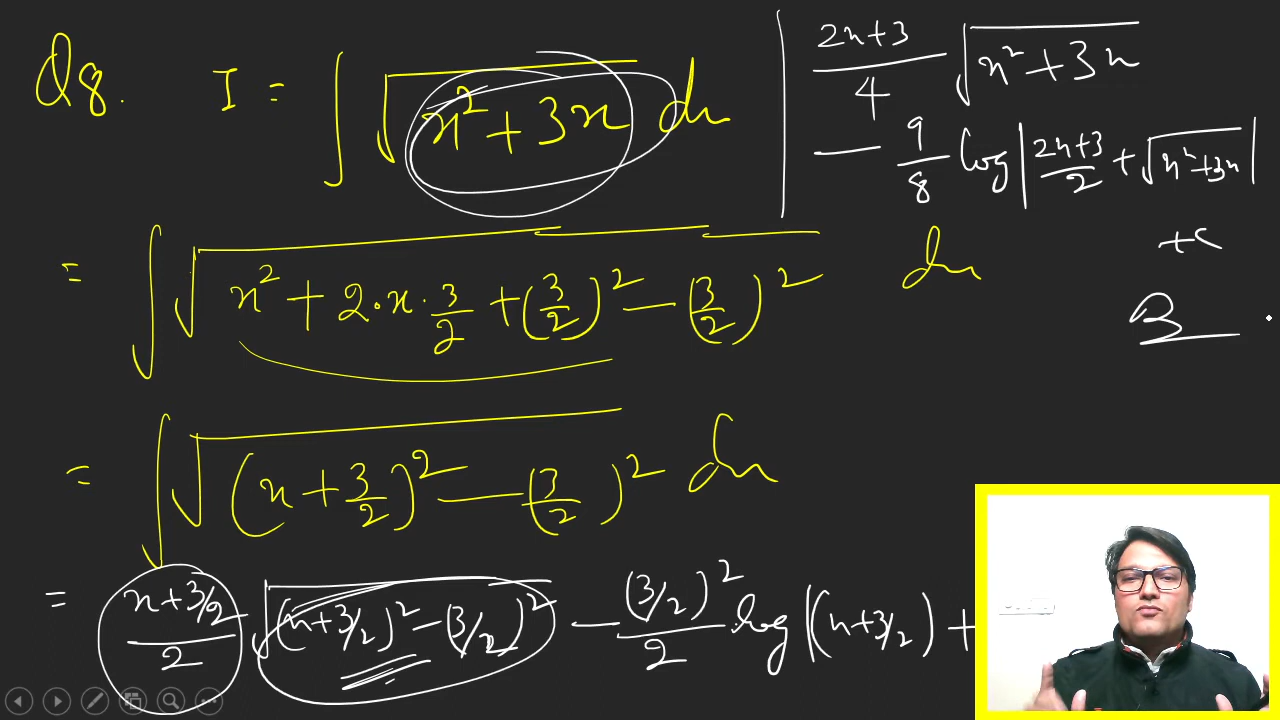 Q8. I = ∫ √(x² + 3x) dx
= ∫ √(x² + 2·x·3/2 + (3/2)² − (3/2)²) dx
= ∫ √((x + 3/2)² − (3/2)²) dx
= (x+3/2)/2 √((x+3/2)² − (3/2)²) − (3/2)²/2 log|(x+3/2) +
(2x+3)/4 √(x² + 3x)
− 9/8 log|(2x+3)/2 + √(x²+3x)|
+c